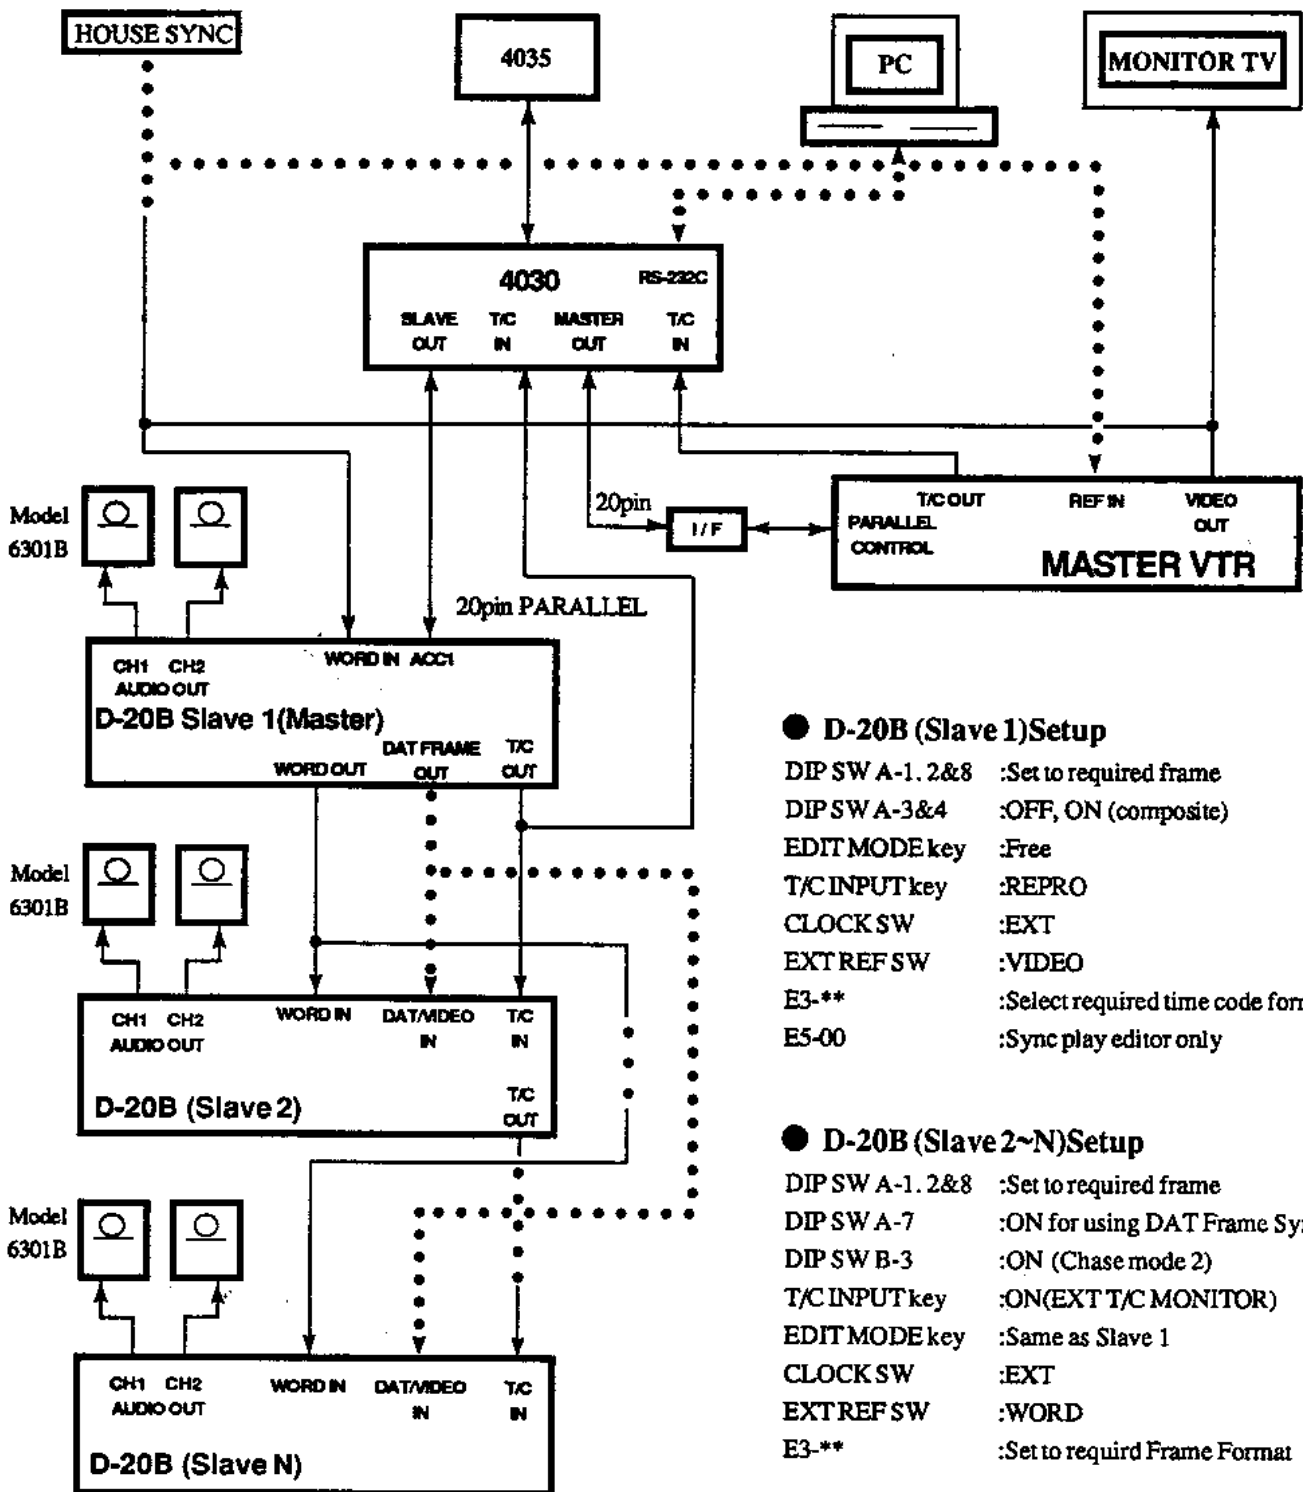 HOUSE SYNC
4035
PC
MONITOR TV
4030
RS-232C
SLAVE OUT
T/C IN
MASTER OUT
T/C IN
20pin
I/F
T/C OUT
REF IN
VIDEO OUT
PARALLEL CONTROL
MASTER VTR
Model 6301B
20pin PARALLEL
CH1 CH2
AUDIO OUT
WORD IN ACC1
D-20B Slave 1(Master)
WORD OUT
DAT FRAME OUT
T/C OUT
Model 6301B
CH1 CH2
AUDIO OUT
WORD IN
DAT/VIDEO IN
T/C IN
T/C OUT
D-20B (Slave 2)
Model 6301B
CH1 CH2
AUDIO OUT
WORD IN
DAT/VIDEO IN
T/C IN
D-20B (Slave N)
● D-20B (Slave 1)Setup
DIP SW A-1. 2&8 :Set to required frame
DIP SW A-3&4 :OFF, ON (composite)
EDIT MODE key :Free
T/C INPUT key :REPRO
CLOCK SW :EXT
EXT REF SW :VIDEO
E3-** :Select required time code
E5-00 :Sync play editor only
● D-20B (Slave 2~N)Setup
DIP SW A-1. 2&8 :Set to required frame
DIP SW A-7 :ON for using DAT Frame
DIP SW B-3 :ON (Chase mode 2)
T/C INPUT key :ON(EXT T/C MONITOR)
EDIT MODE key :Same as Slave 1
CLOCK SW :EXT
EXT REF SW :WORD
E3-** :Set to requird Frame Format